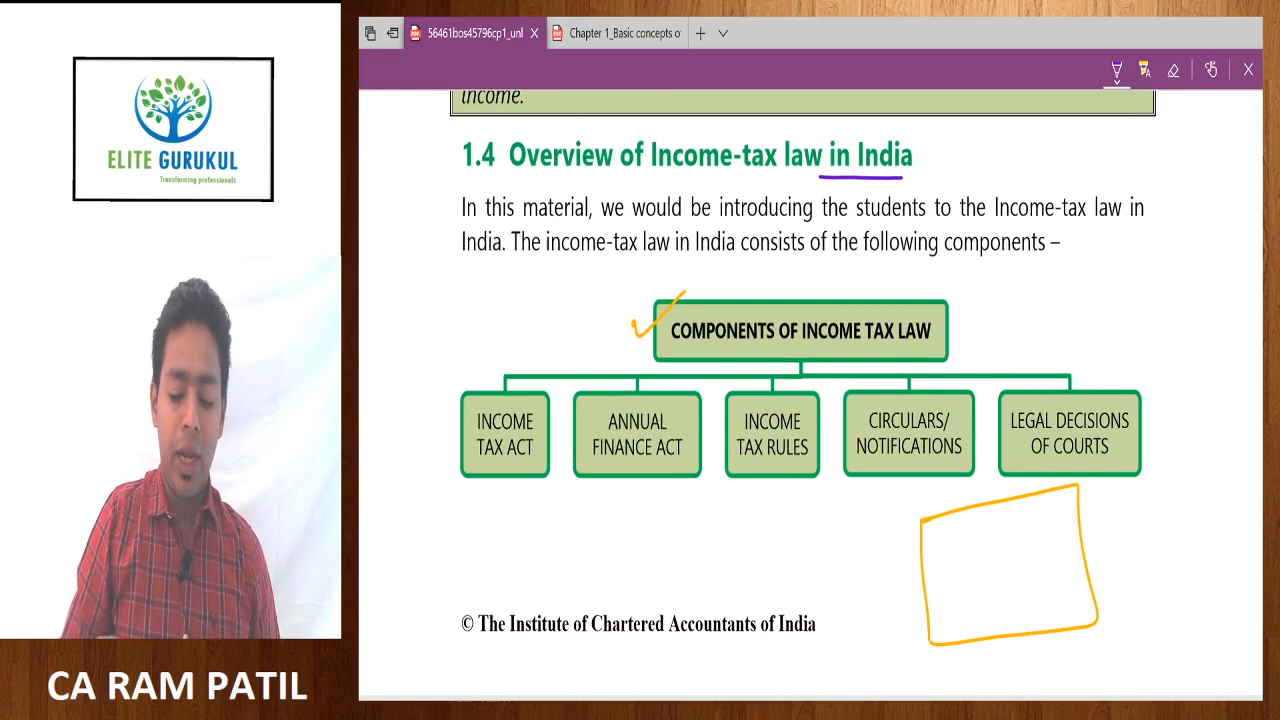 56461bos45796cp1_unl
Chapter 1_Basic concepts o
ELITE GURUKUL
Transforming professionals
income.
1.4 Overview of Income-tax law in India
In this material, we would be introducing the students to the Income-tax law in
India. The income-tax law in India consists of the following components –
COMPONENTS OF INCOME TAX LAW
INCOME
TAX ACT
ANNUAL
FINANCE ACT
INCOME
TAX RULES
CIRCULARS/
NOTIFICATIONS
LEGAL DECISIONS
OF COURTS
© The Institute of Chartered Accountants of India
CA RAM PATIL